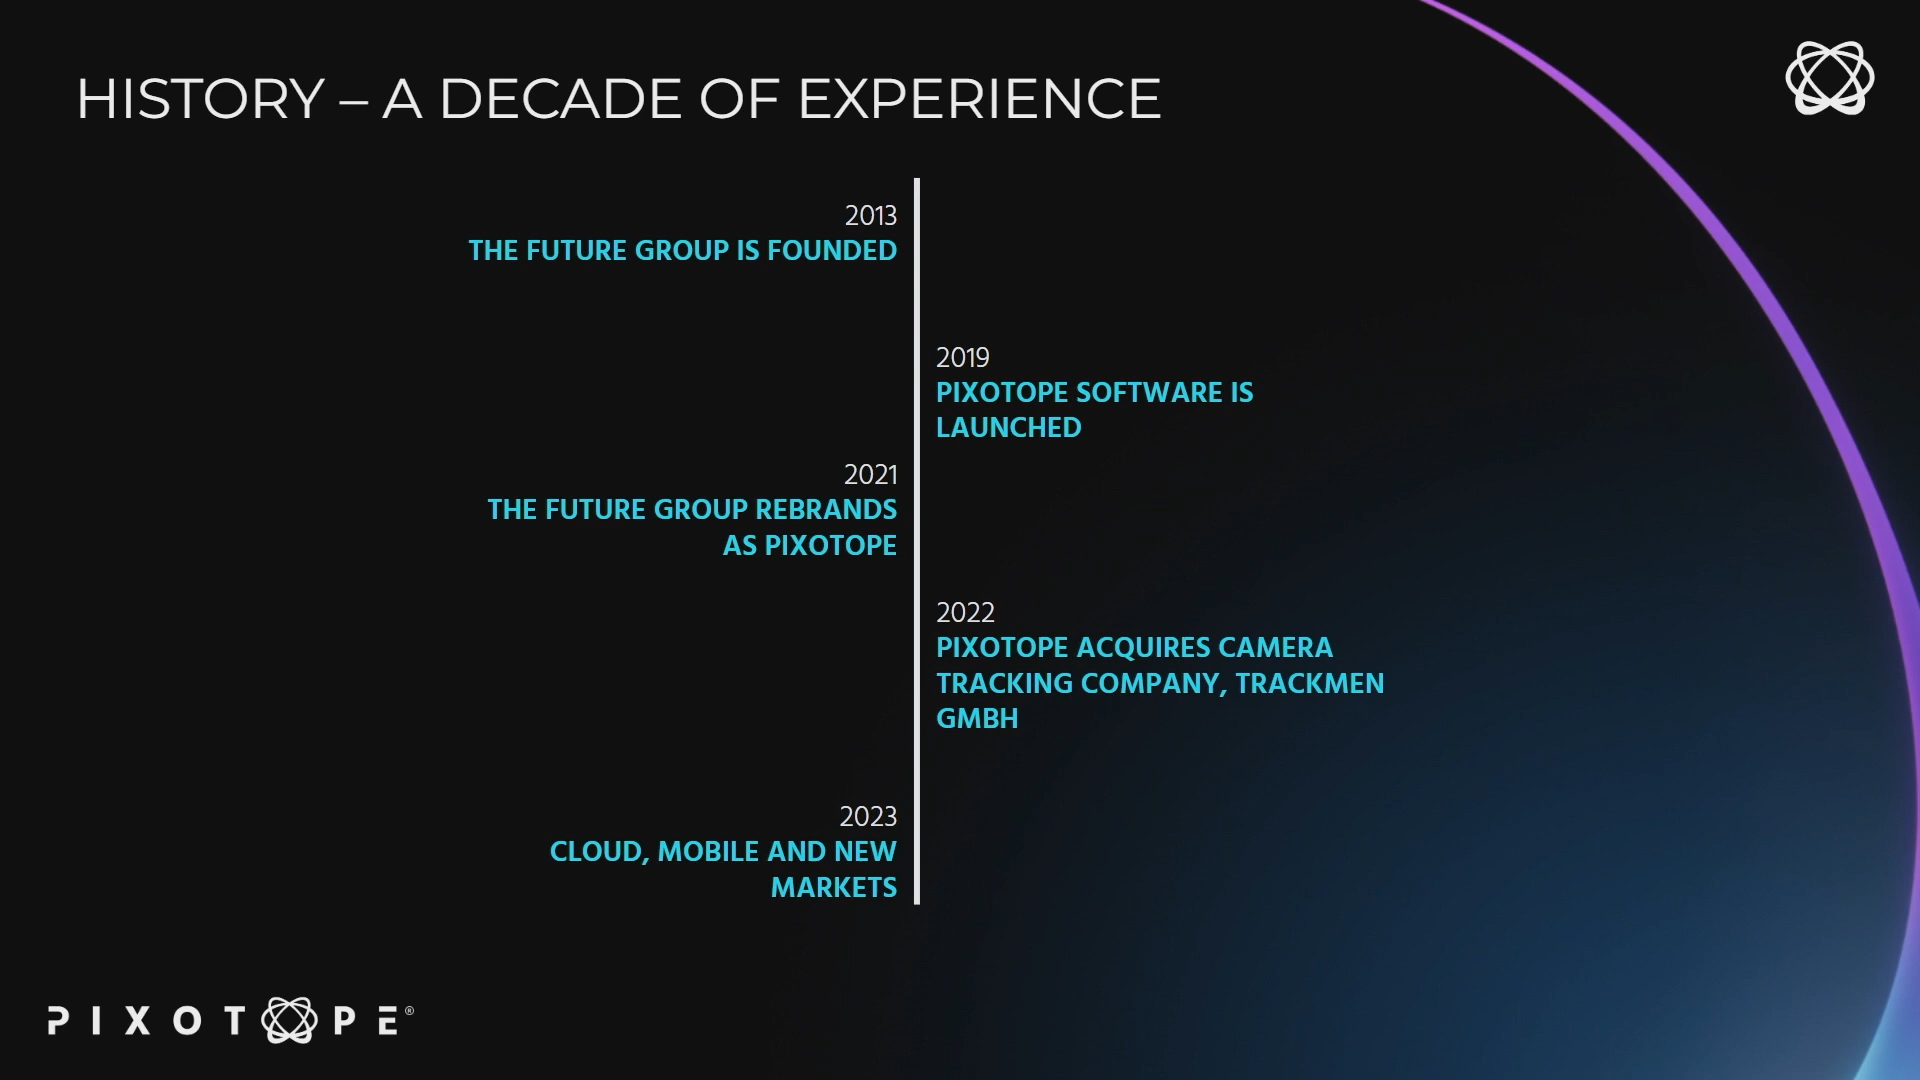 HISTORY – A DECADE OF EXPERIENCE
2013
THE FUTURE GROUP IS FOUNDED
2019
PIXOTOPE SOFTWARE IS
LAUNCHED
2021
THE FUTURE GROUP REBRANDS
AS PIXOTOPE
2022
PIXOTOPE ACQUIRES CAMERA
TRACKING COMPANY, TRACKMEN
GMBH
2023
CLOUD, MOBILE AND NEW
MARKETS
PIXOTOPE®